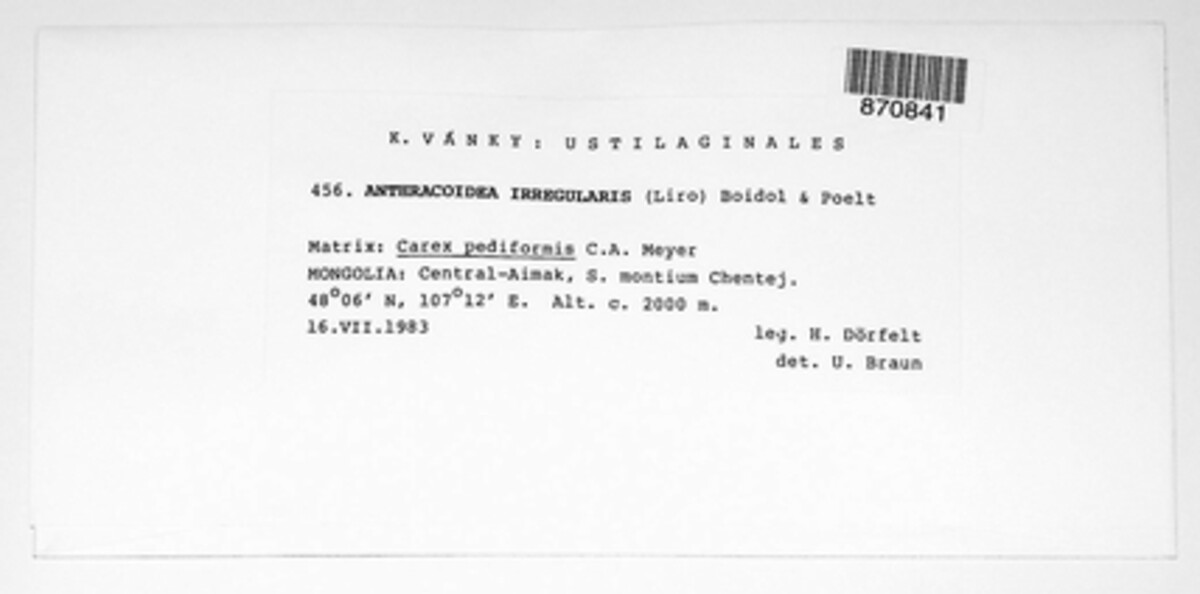 870841
K. VÁNKY: USTILAGINALES
456. ANTHRACOIDEA IRREGULARIS (Liro) Boidol & Poelt
Matrix: Carex pediformis C.A. Meyer
MONGOLIA: Central-Aimak, S. montium Chentej.
48°06' N, 107°12' E. Alt. c. 2000 m.
16.VII.1983
leg. H. Dörfelt
det. U. Braun